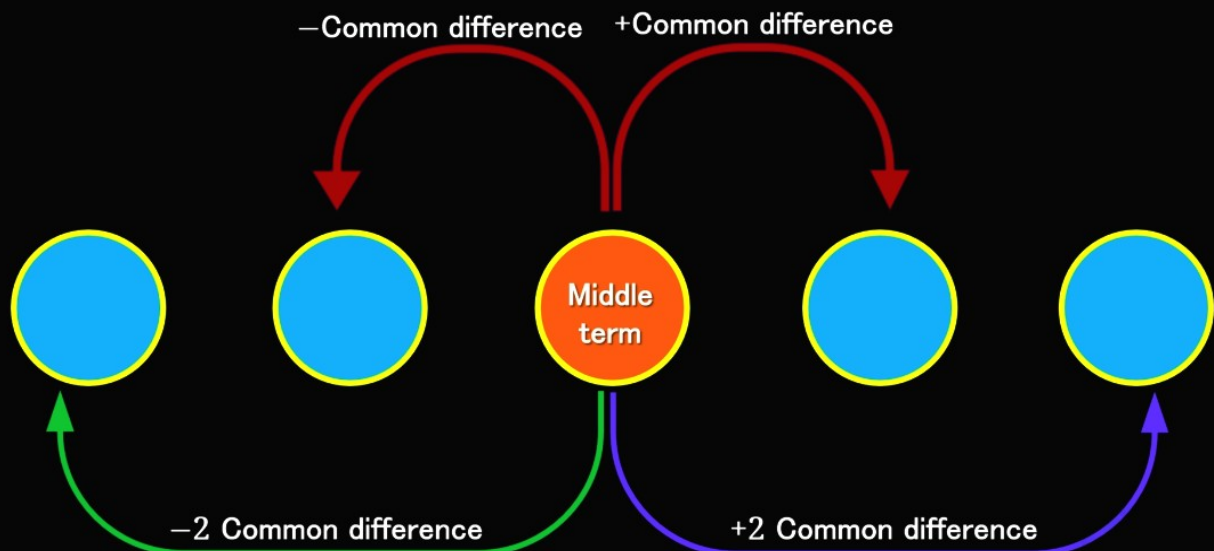 −Common difference
+Common difference
Middle
term
−2 Common difference
+2 Common difference